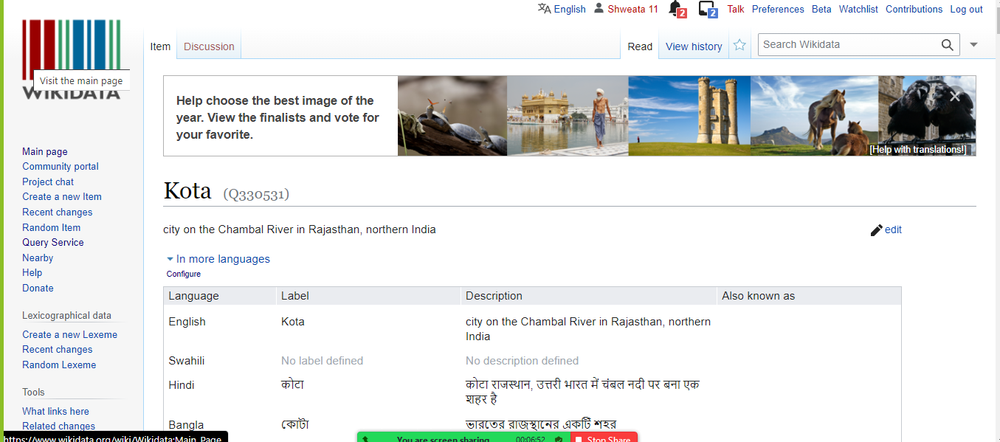 English Shweata 11 2 2 Talk Preferences Beta Watchlist Contributions Log out
Item Discussion Read View history Search Wikidata
Visit the main page
WIKIDATA
Help choose the best image of the
year. View the finalists and vote for
your favorite.
[Help with translations!]
Main page
Community portal
Project chat
Create a new Item
Recent changes
Random Item
Query Service
Nearby
Help
Donate
Lexicographical data
Create a new Lexeme
Recent changes
Random Lexeme
Tools
What links here
Related changes
Kota (Q330531)
city on the Chambal River in Rajasthan, northern India
edit
In more languages
Configure
Language Label Description Also known as
English Kota city on the Chambal River in Rajasthan, northern
India
Swahili No label defined No description defined
Hindi कोटा कोटा राजस्थान, उत्तरी भारत में चंबल नदी पर बना एक
शहर है
Bangla কোটা ভারতের রাজস্থানের একটি শহর
https://www.wikidata.org/wiki/Wikidata:Main_Page
You are screen sharing 00:06:52 Stop Share